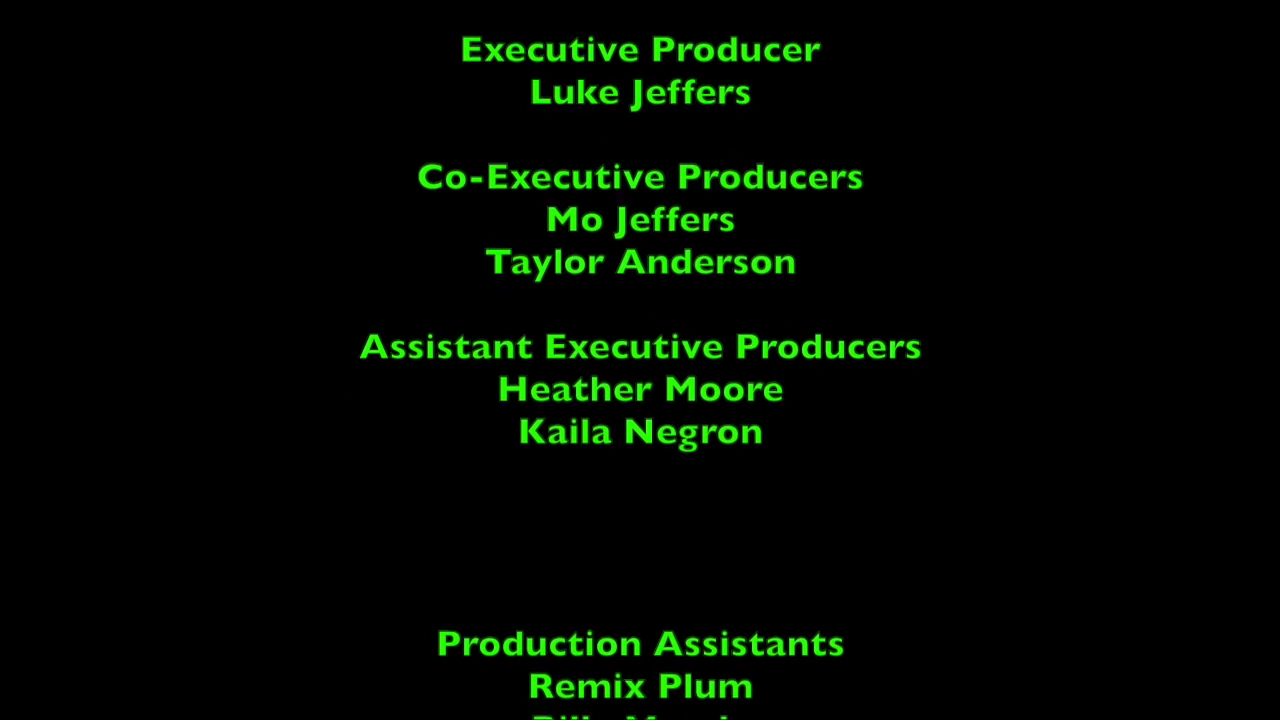 Executive Producer
Luke Jeffers
Co-Executive Producers
Mo Jeffers
Taylor Anderson
Assistant Executive Producers
Heather Moore
Kaila Negron
Production Assistants
Remix Plum